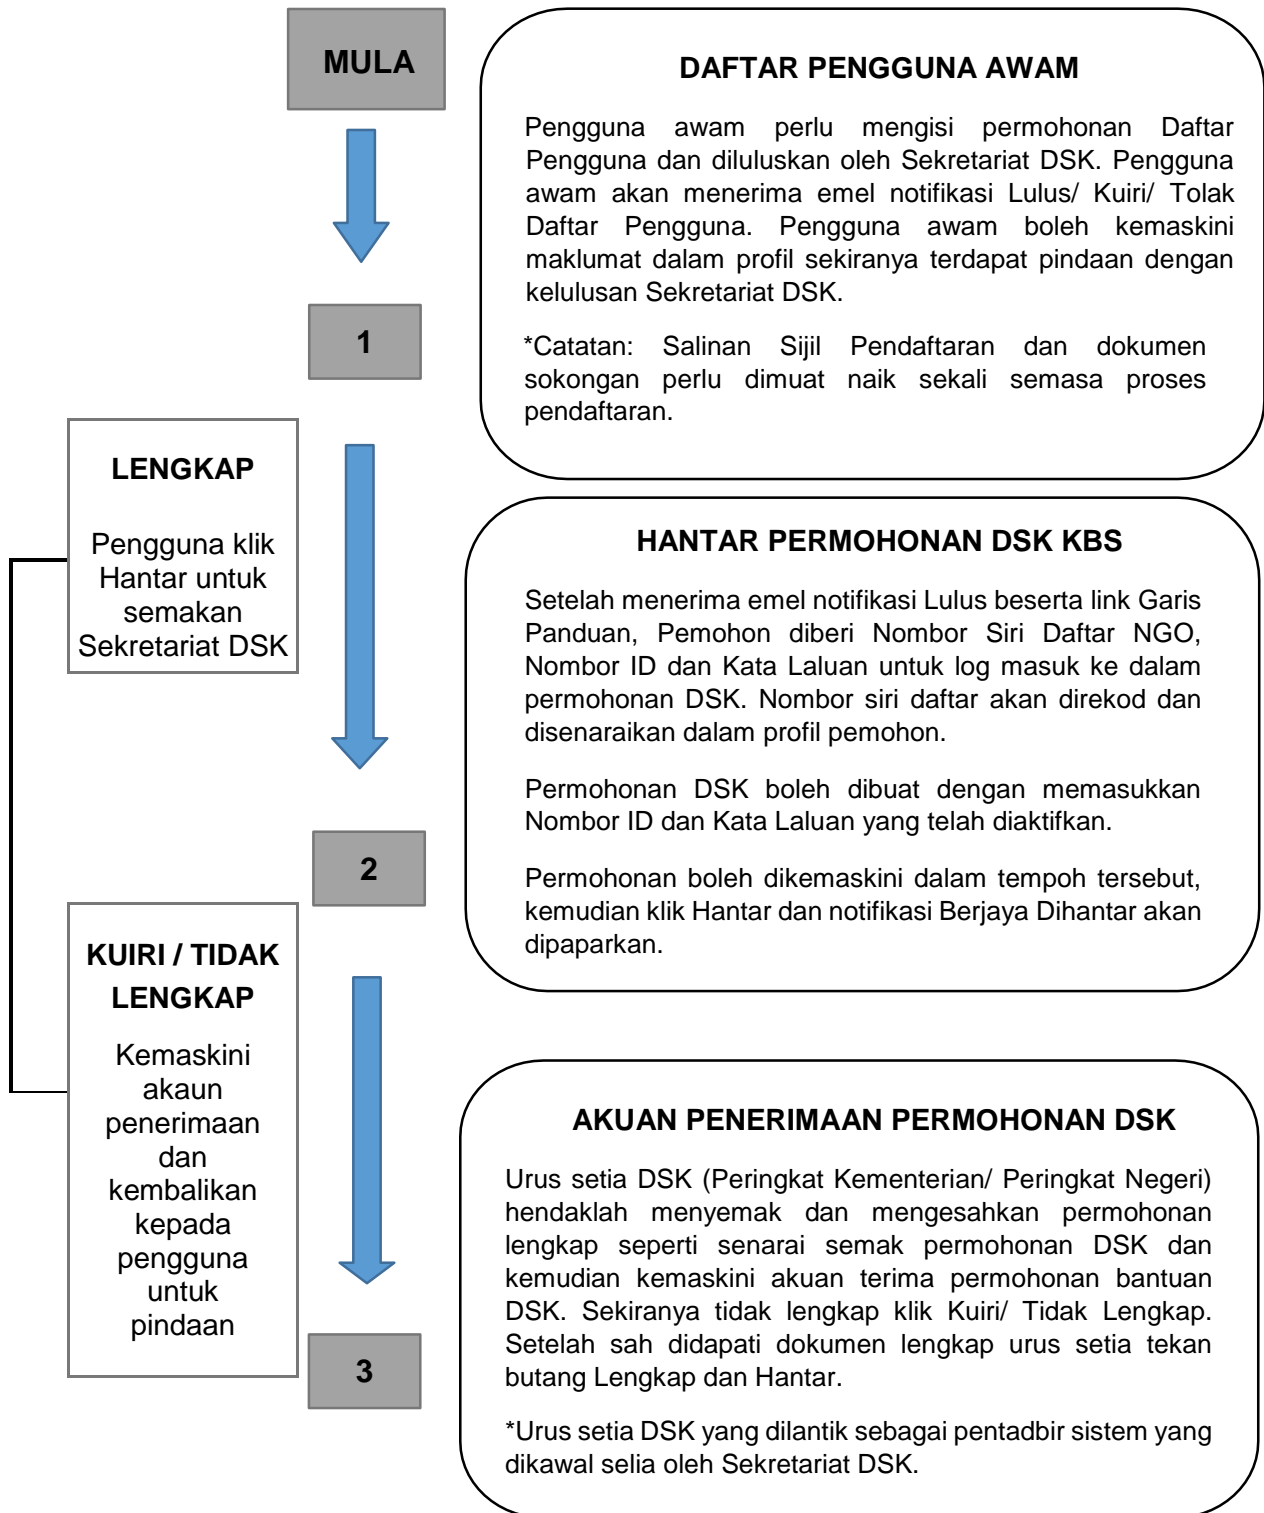 MULA
DAFTAR PENGGUNA AWAM
Pengguna awam perlu mengisi permohonan Daftar
Pengguna dan diluluskan oleh Sekretariat DSK. Pengguna
awam akan menerima emel notifikasi Lulus/ Kuiri/ Tolak
Daftar Pengguna. Pengguna awam boleh kemaskini
maklumat dalam profil sekiranya terdapat pindaan dengan
kelulusan Sekretariat DSK.
*Catatan: Salinan Sijil Pendaftaran dan dokumen
sokongan perlu dimuat naik sekali semasa proses
pendaftaran.
1
LENGKAP
Pengguna klik
Hantar untuk
semakan
Sekretariat DSK
HANTAR PERMOHONAN DSK KBS
Setelah menerima emel notifikasi Lulus beserta link Garis
Panduan, Pemohon diberi Nombor Siri Daftar NGO,
Nombor ID dan Kata Laluan untuk log masuk ke dalam
permohonan DSK. Nombor siri daftar akan direkod dan
disenaraikan dalam profil pemohon.
Permohonan DSK boleh dibuat dengan memasukkan
Nombor ID dan Kata Laluan yang telah diaktifkan.
Permohonan boleh dikemaskini dalam tempoh tersebut,
kemudian klik Hantar dan notifikasi Berjaya Dihantar akan
dipaparkan.
2
KUIRI / TIDAK
LENGKAP
Kemaskini
akaun
penerimaan
dan
kembalikan
kepada
pengguna
untuk
pindaan
AKUAN PENERIMAAN PERMOHONAN DSK
Urus setia DSK (Peringkat Kementerian/ Peringkat Negeri)
hendaklah menyemak dan mengesahkan permohonan
lengkap seperti senarai semak permohonan DSK dan
kemudian kemaskini akuan terima permohonan bantuan
DSK. Sekiranya tidak lengkap klik Kuiri/ Tidak Lengkap.
Setelah sah didapati dokumen lengkap urus setia tekan
butang Lengkap dan Hantar.
*Urus setia DSK yang dilantik sebagai pentadbir sistem yang
dikawal selia oleh Sekretariat DSK.
3